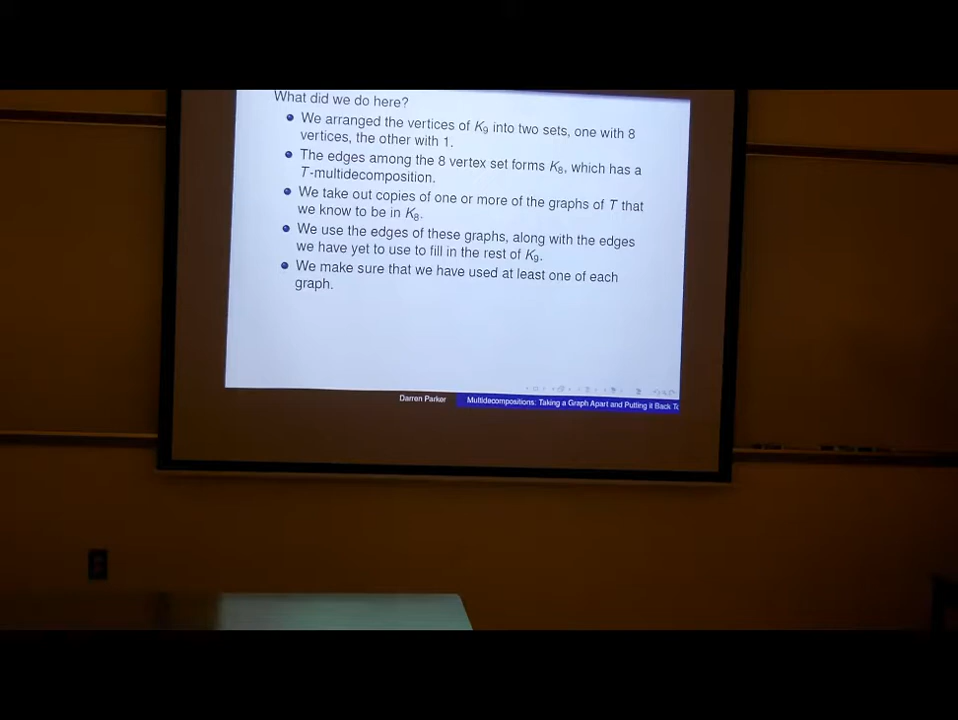 What did we do here?
We arranged the vertices of K₉ into two sets, one with 8
vertices, the other with 1.
The edges among the 8 vertex set forms K₈, which has a
T-multidecomposition.
We take out copies of one or more of the graphs of T that
we know to be in K₈.
We use the edges of these graphs, along with the edges
we have yet to use to fill in the rest of K₉.
We make sure that we have used at least one of each
graph.
Darren Parker
Multidecompositions: Taking a Graph Apart and Putting it Back To